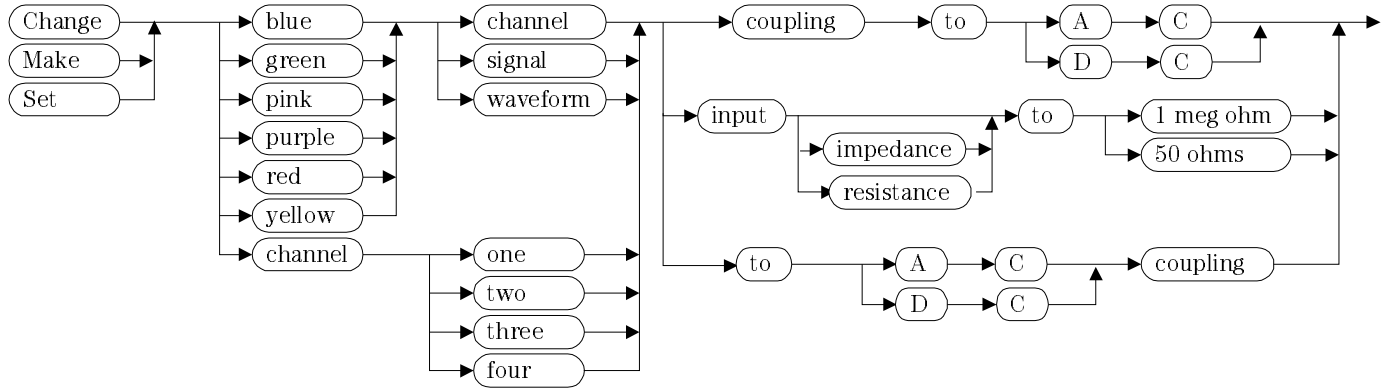 Change blue channel coupling to A C
Make green signal D C
Set pink waveform input to 1 meg ohm
purple impedance 50 ohms
red resistance
yellow
channel one to A C coupling
two D C
three
four